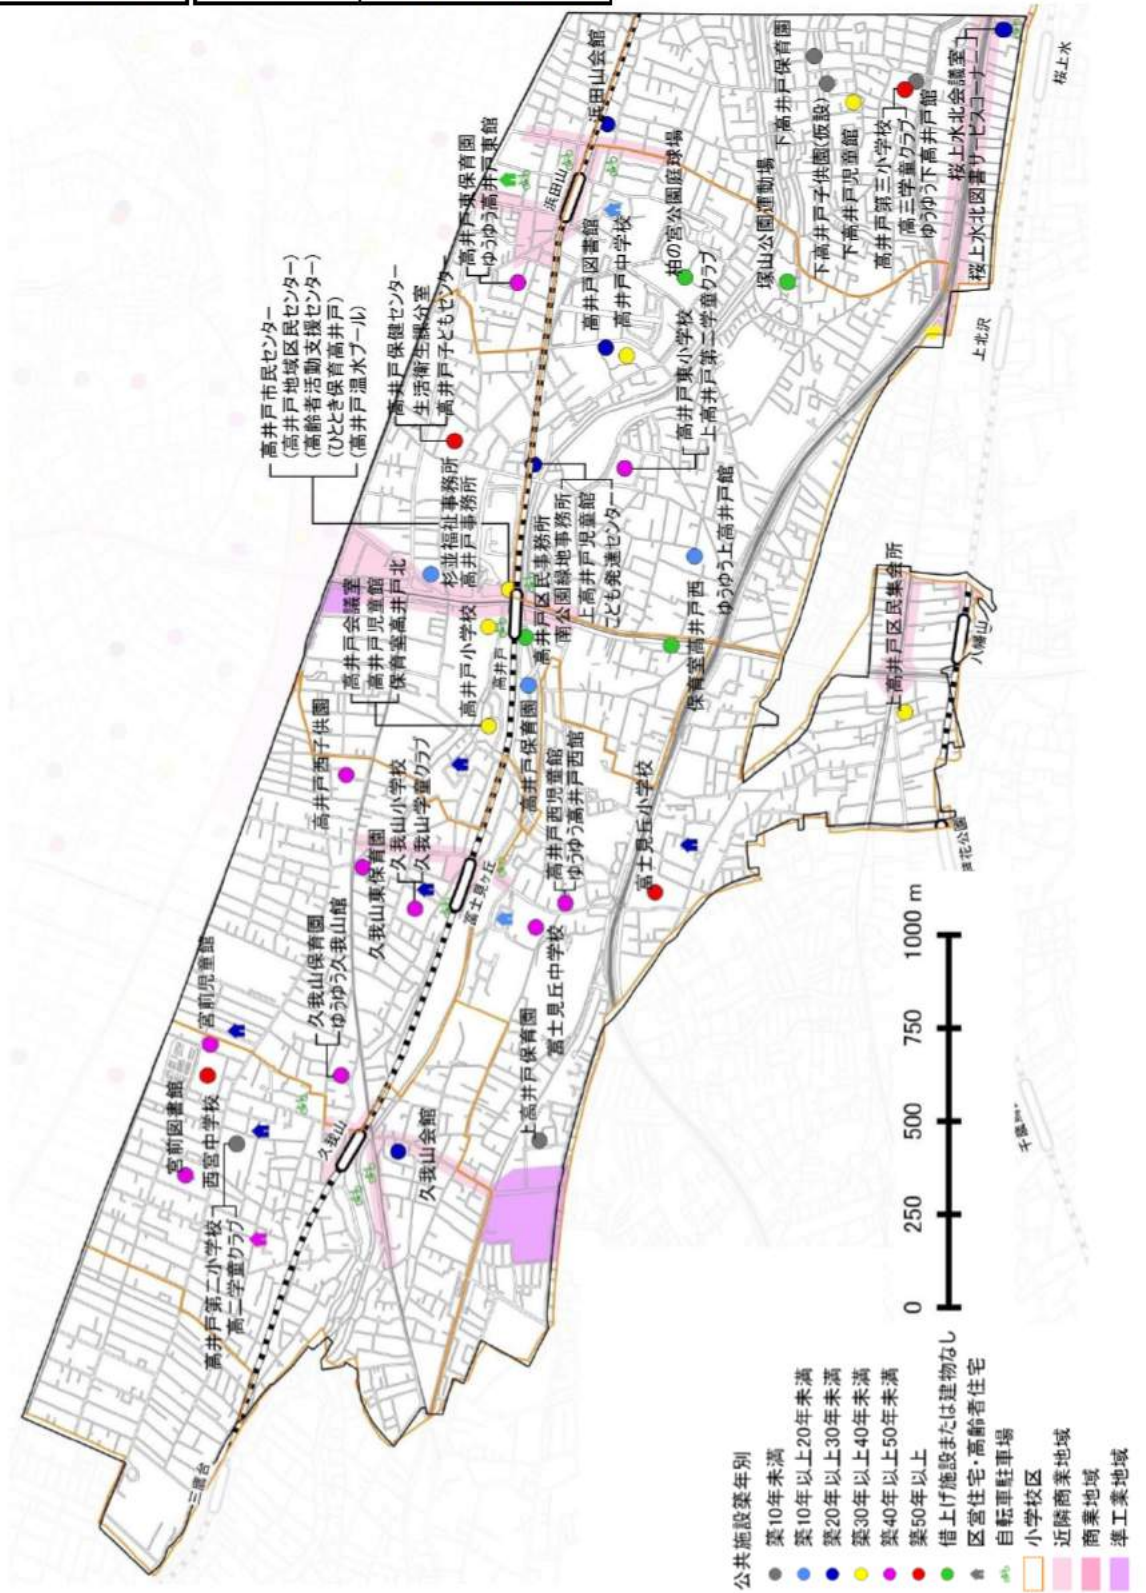 三鷹台
高井戸第二小学校
高二学童クラブ
宮前図書館
西宮中学校
宮前児童館
久我山
久我山会館
久我山保育園
ゆうゆう久我山館
上高井戸保育園
久我山東保育園
久我山小学校
久我山学童クラブ
富士見ヶ丘
富士見丘中学校
高井戸西児童館
ゆうゆう高井戸西館
富士見丘小学校
高井戸西子供園
高井戸会議室
高井戸児童館
保育室高井戸北
高井戸保育園
高井戸小学校
高井戸
高井戸市民センター
(高井戸地域区民センター)
(高齢者活動支援センター)
(ひととき保育高井戸)
(高井戸温水プール)
杉並福祉事務所
高井戸事務所
高井戸区民事務所
南公園緑地事務所
上高井戸児童館
こども発達センター
保育室高井戸西
ゆうゆう上高井戸館
上高井戸区民集会所
八幡山
芦花公園
千歳烏山
高井戸保健センター
生活衛生課分室
高井戸子どもセンター
高井戸東保育園
ゆうゆう高井戸東館
浜田山
浜田山会館
高井戸図書館
高井戸中学校
高井戸東小学校
上高井戸第二学童クラブ
柏の宮公園庭球場
塚山公園運動場
下高井戸保育園
下高井戸子供園(仮設)
下高井戸児童館
高井戸第三小学校
高三学童クラブ
ゆうゆう下高井戸館
桜上水北会議室
桜上水北図書サービスコーナー
上北沢
桜上水
0 250 500 750 1000 m
公共施設築年別
築10年未満
築10年以上20年未満
築20年以上30年未満
築30年以上40年未満
築40年以上50年未満
築50年以上
借上げ施設または建物なし
区営住宅・高齢者住宅
自転車駐車場
小学校区
近隣商業地域
商業地域
準工業地域